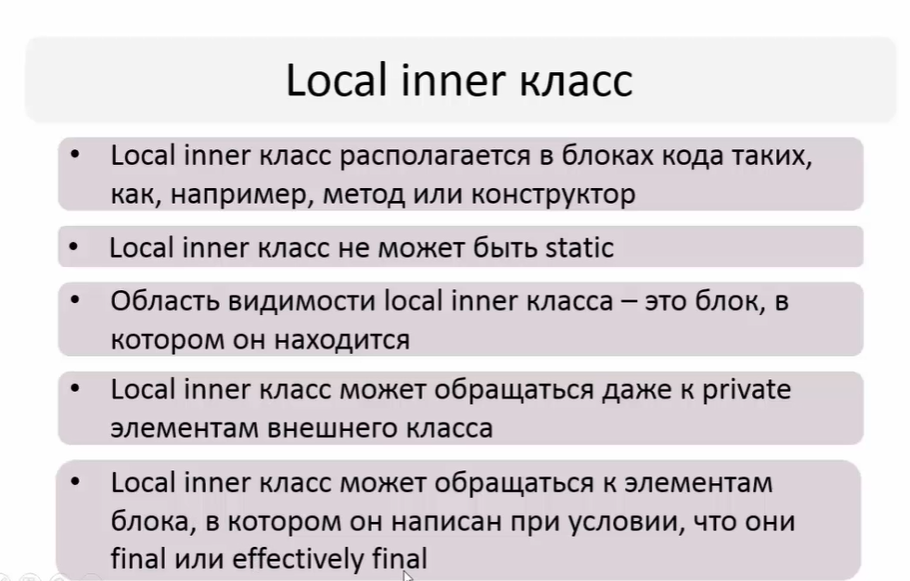 Local inner класс
• Local inner класс располагается в блоках кода таких,
как, например, метод или конструктор
• Local inner класс не может быть static
• Область видимости local inner класса – это блок, в
котором он находится
• Local inner класс может обращаться даже к private
элементам внешнего класса
• Local inner класс может обращаться к элементам
блока, в котором он написан при условии, что они
final или effectively final